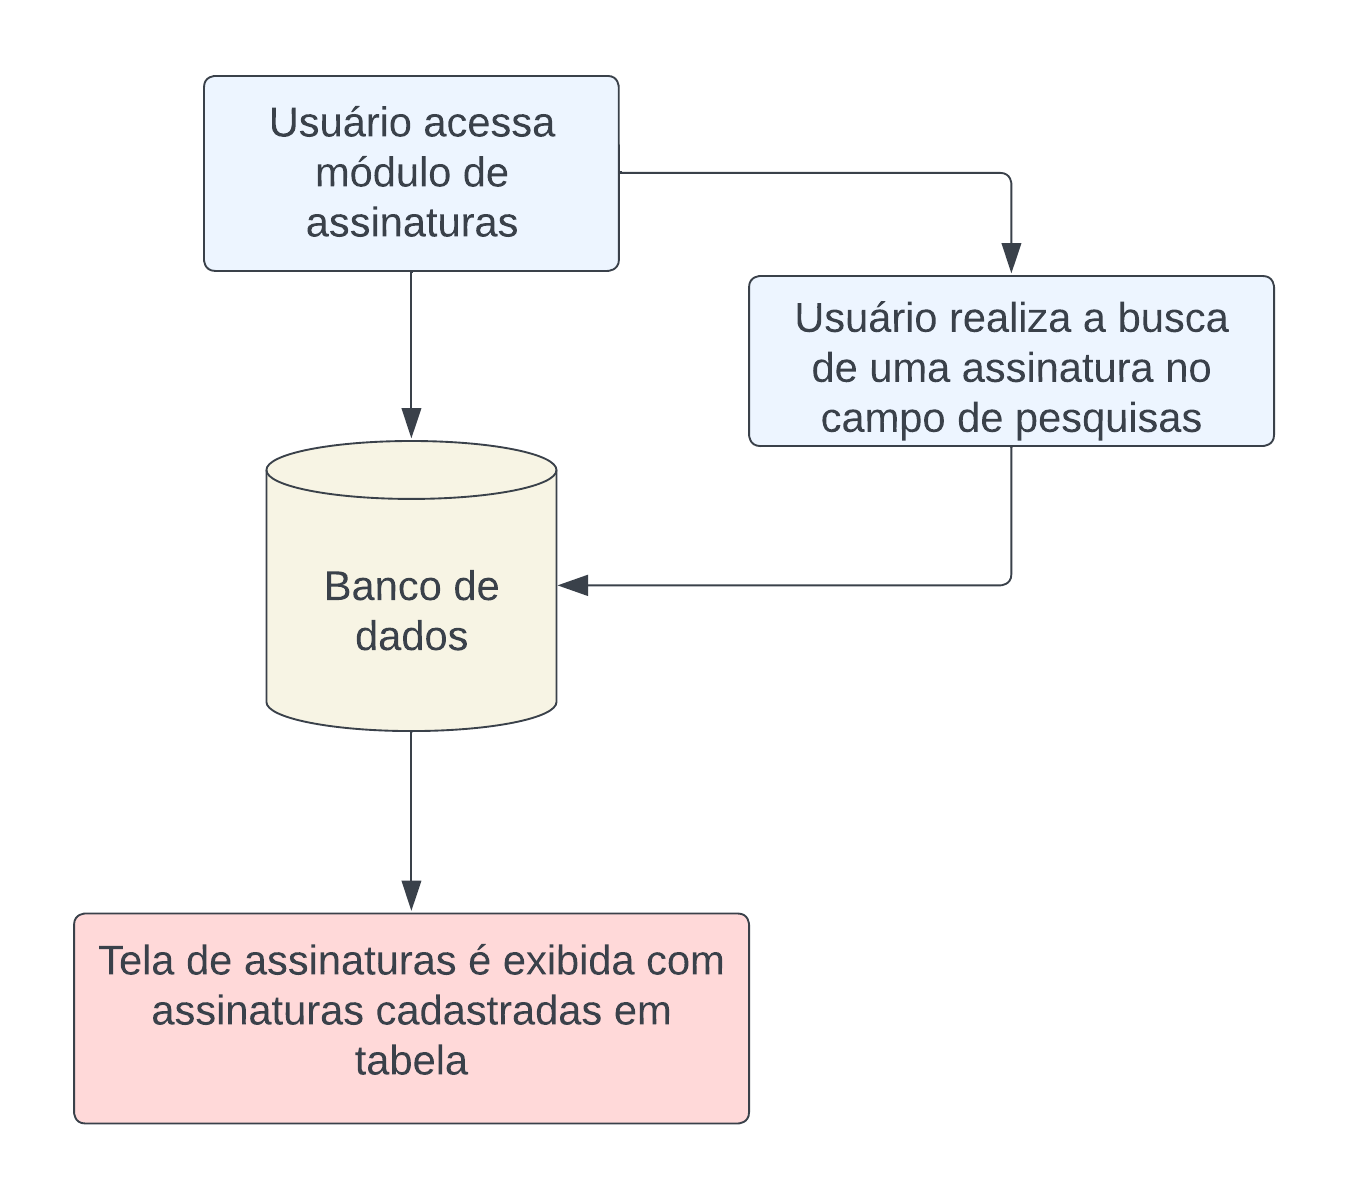 Usuário acessa
módulo de
assinaturas
Usuário realiza a busca
de uma assinatura no
campo de pesquisas
Banco de
dados
Tela de assinaturas é exibida com
assinaturas cadastradas em
tabela